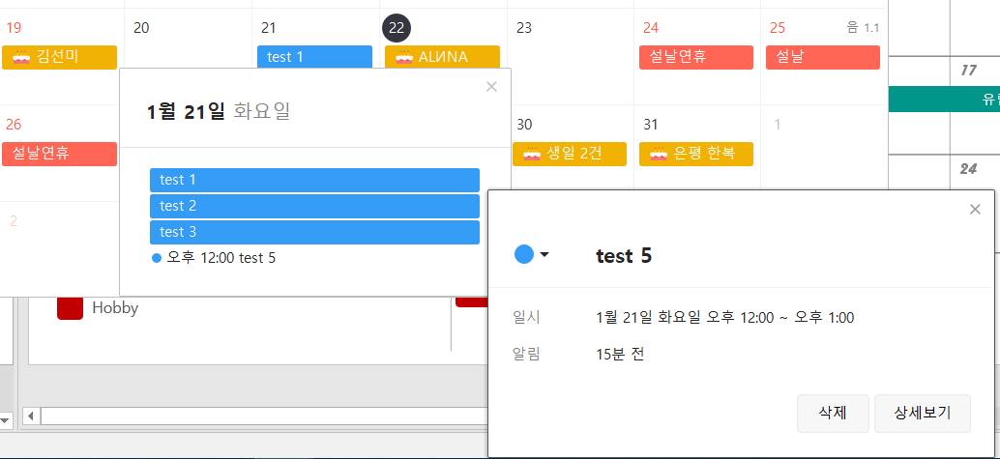 19
20
21
22
23
24
25
음 1.1
김선미
test 1
ALИNA
설날연휴
설날
26
설날연휴
30
31
1
생일 2건
은평 한복
2
1월 21일 화요일
test 1
test 2
test 3
오후 12:00 test 5
Hobby
17
24
test 5
일시 1월 21일 화요일 오후 12:00 ~ 오후 1:00
알림 15분 전
삭제 상세보기